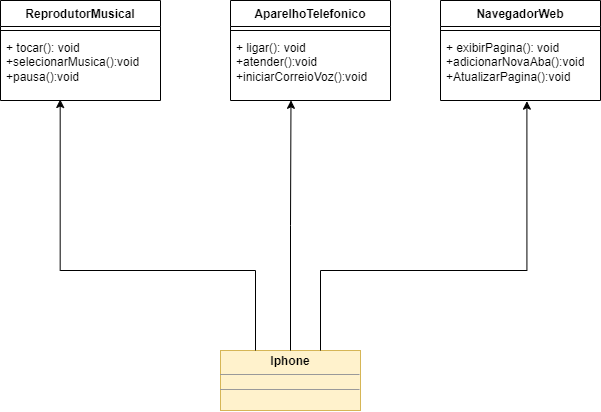 ReprodutorMusical
+ tocar(): void
+selecionarMusica():void
+pausa():void
AparelhoTelefonico
+ ligar(): void
+atender():void
+iniciarCorreioVoz():void
NavegadorWeb
+ exibirPagina(): void
+adicionarNovaAba():void
+AtualizarPagina():void
Iphone